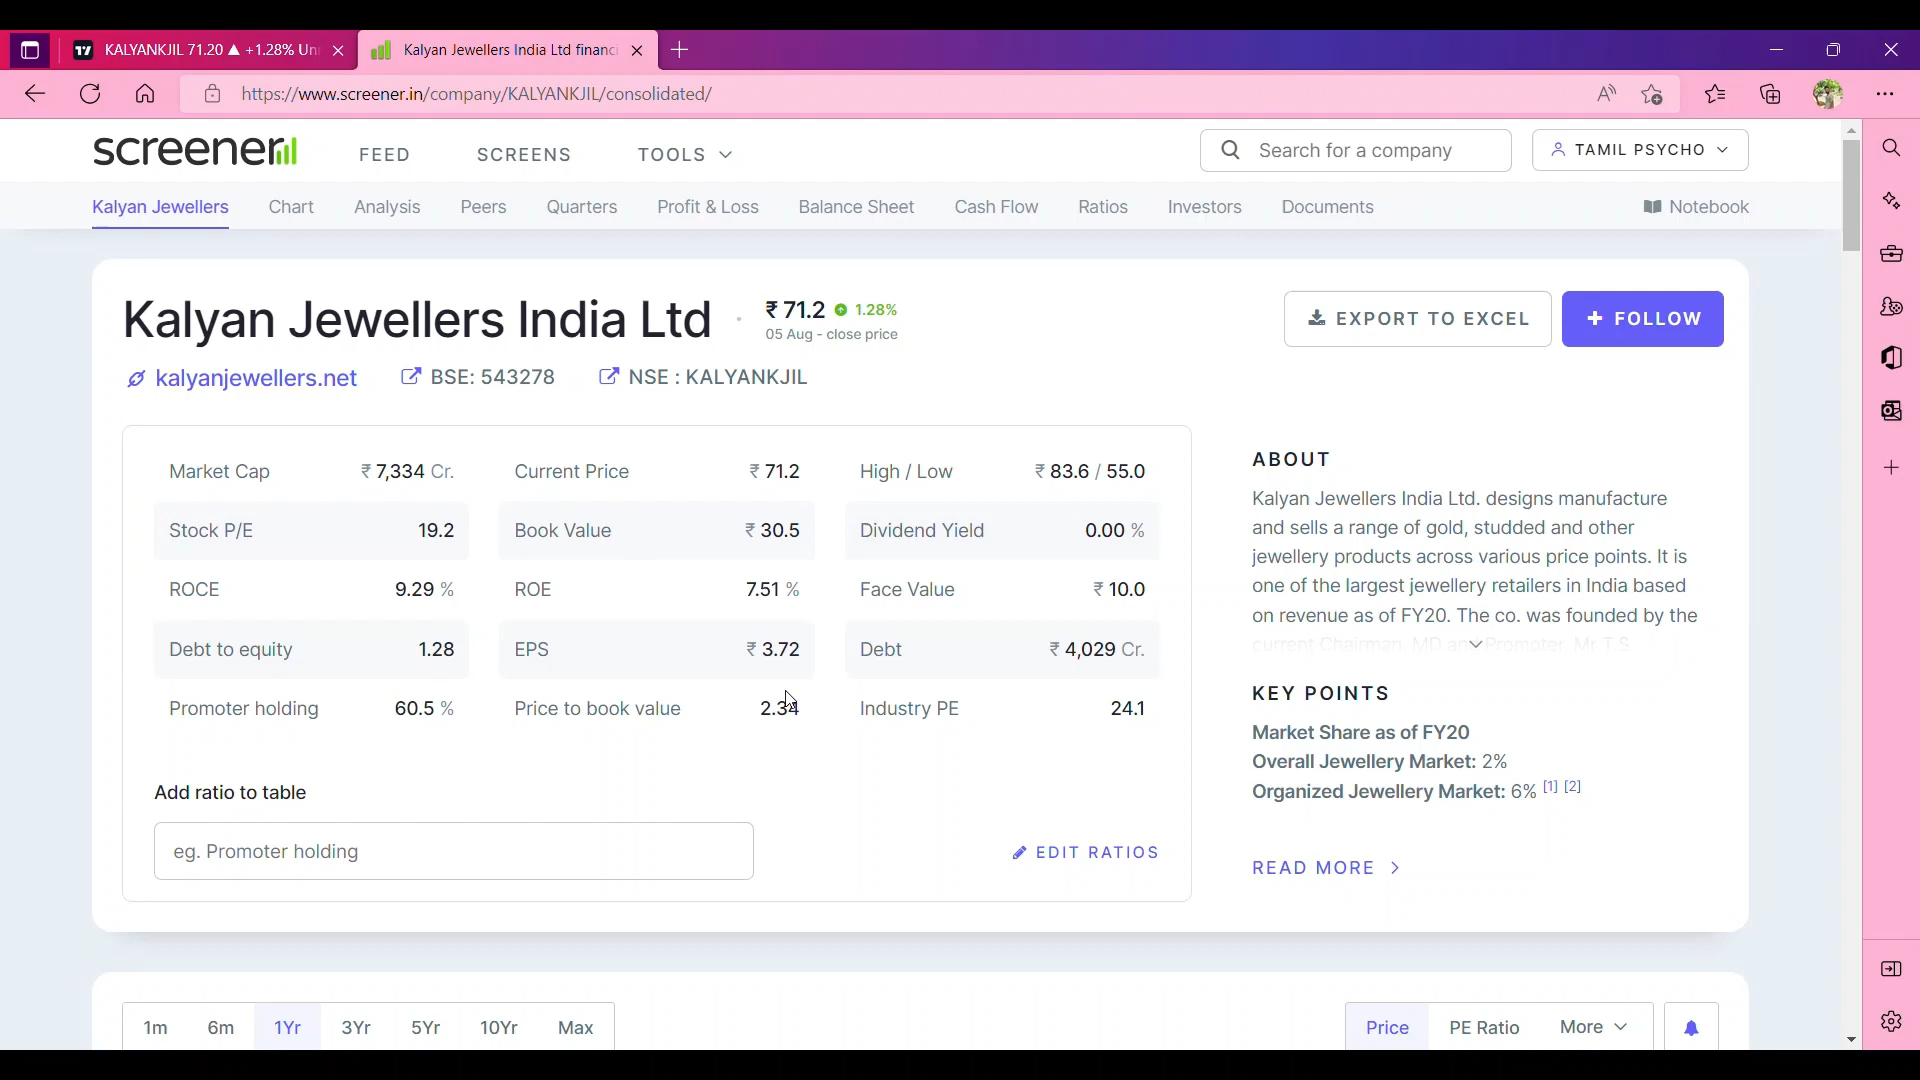 KALYANKJIL 71.20 ▲ +1.28% Un
Kalyan Jewellers India Ltd financi
https://www.screener.in/company/KALYANKJIL/consolidated/
screener
FEED
SCREENS
TOOLS
Search for a company
TAMIL PSYCHO
Kalyan Jewellers
Chart
Analysis
Peers
Quarters
Profit & Loss
Balance Sheet
Cash Flow
Ratios
Investors
Documents
Notebook
Kalyan Jewellers India Ltd
₹ 71.2 1.28%
05 Aug - close price
EXPORT TO EXCEL
+ FOLLOW
kalyanjewellers.net
BSE: 543278
NSE : KALYANKJIL
Market Cap ₹ 7,334 Cr.
Current Price ₹ 71.2
High / Low ₹ 83.6 / 55.0
Stock P/E 19.2
Book Value ₹ 30.5
Dividend Yield 0.00 %
ROCE 9.29 %
ROE 7.51 %
Face Value ₹ 10.0
Debt to equity 1.28
EPS ₹ 3.72
Debt ₹ 4,029 Cr.
Promoter holding 60.5 %
Price to book value 2.34
Industry PE 24.1
Add ratio to table
eg. Promoter holding
EDIT RATIOS
ABOUT
Kalyan Jewellers India Ltd. designs manufacture
and sells a range of gold, studded and other
jewellery products across various price points. It is
one of the largest jewellery retailers in India based
on revenue as of FY20. The co. was founded by the
current Chairman, MD and Promoter, Mr. T.S.
KEY POINTS
Market Share as of FY20
Overall Jewellery Market: 2%
Organized Jewellery Market: 6% [1] [2]
READ MORE
1m
6m
1Yr
3Yr
5Yr
10Yr
Max
Price
PE Ratio
More